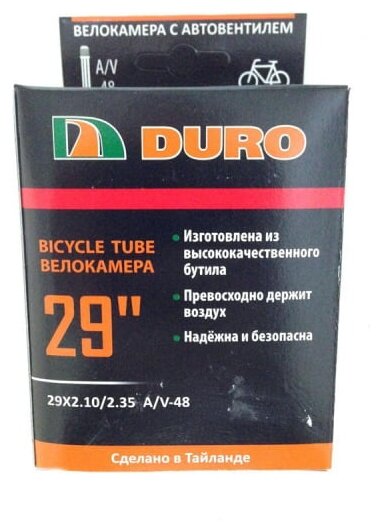 ВЕЛОКАМЕРА С АВТОВЕНТИЛЕМ
A/V
48
DURO
BICYCLE TUBE
ВЕЛОКАМЕРА
29"
Изготовлена из
высококачественного
бутила
Превосходно держит
воздух
Надёжна и безопасна
29X2.10/2.35 A/V-48
Сделано в Тайланде